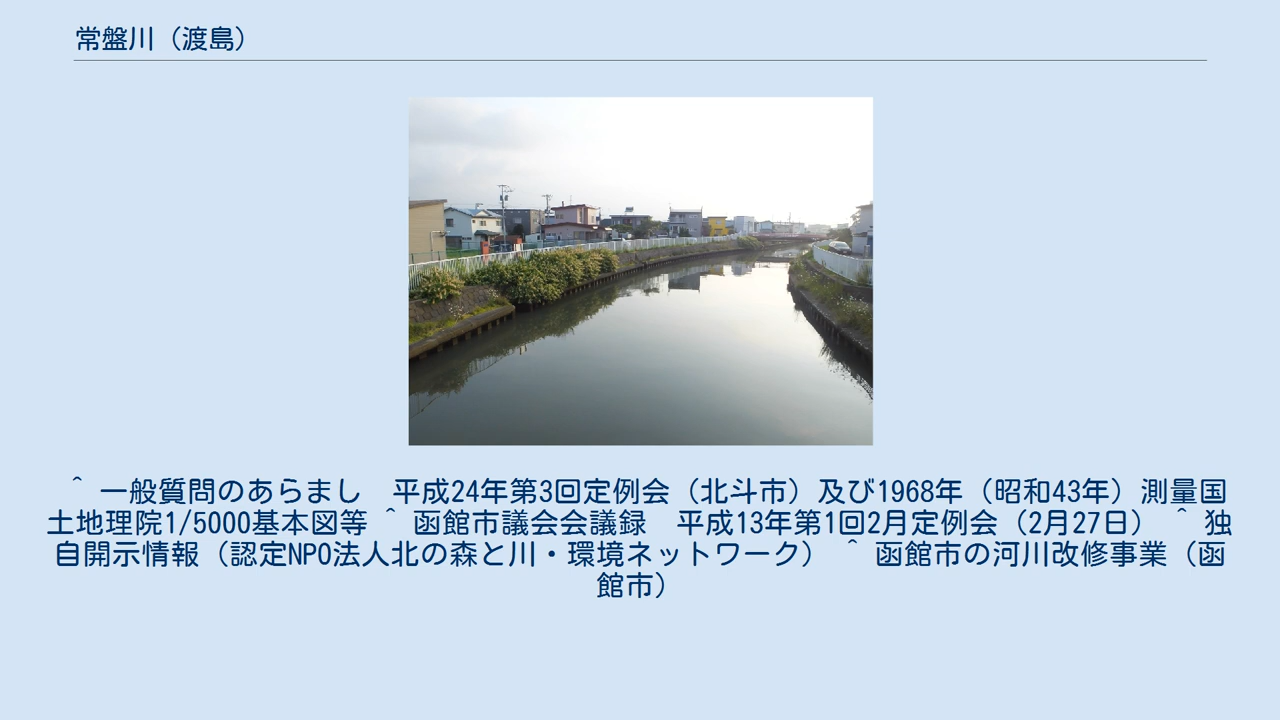 常盤川（渡島）
＾ 一般質問のあらまし　平成24年第3回定例会（北斗市）及び1968年（昭和43年）測量国
土地理院1/5000基本図等 ＾ 函館市議会会議録　平成13年第1回2月定例会（2月27日） ＾ 独
自開示情報（認定NPO法人北の森と川・環境ネットワーク） ＾ 函館市の河川改修事業（函
館市）